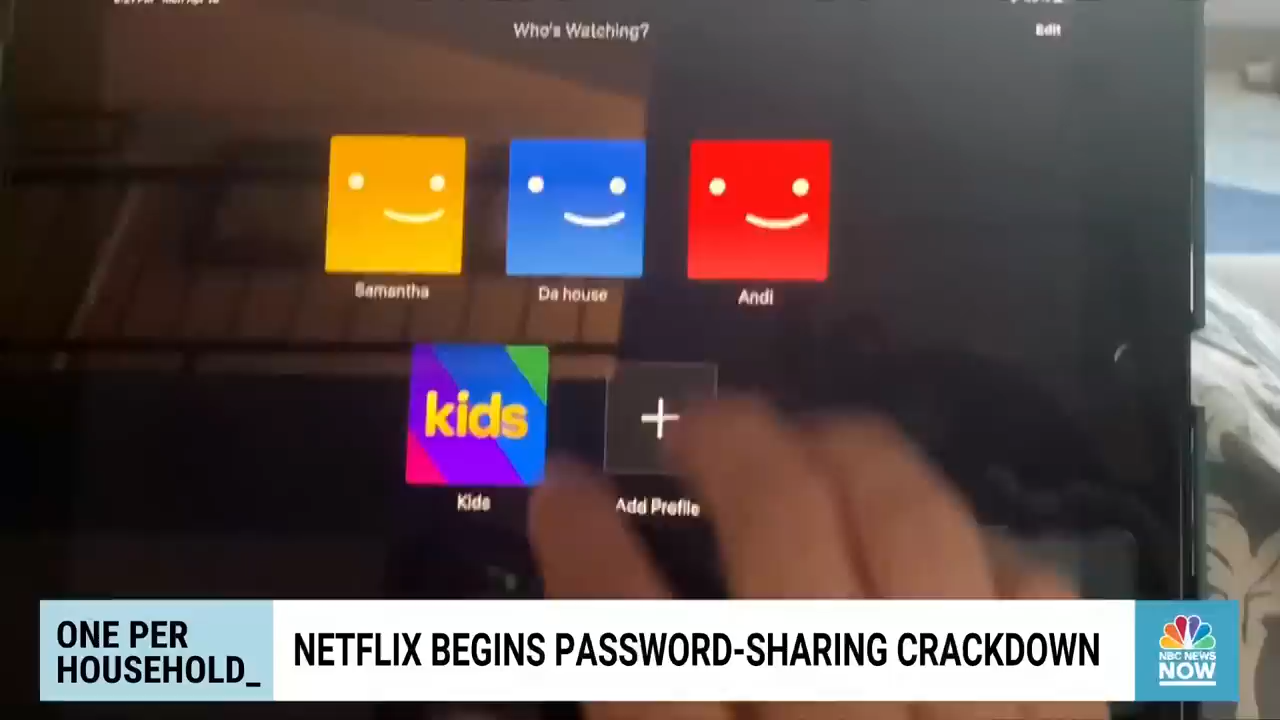 Who's Watching?
Edit
Samantha
Da house
Andi
kids
Kids
Add Profile
ONE PER
HOUSEHOLD_
NETFLIX BEGINS PASSWORD-SHARING CRACKDOWN
NBC NEWS
NOW